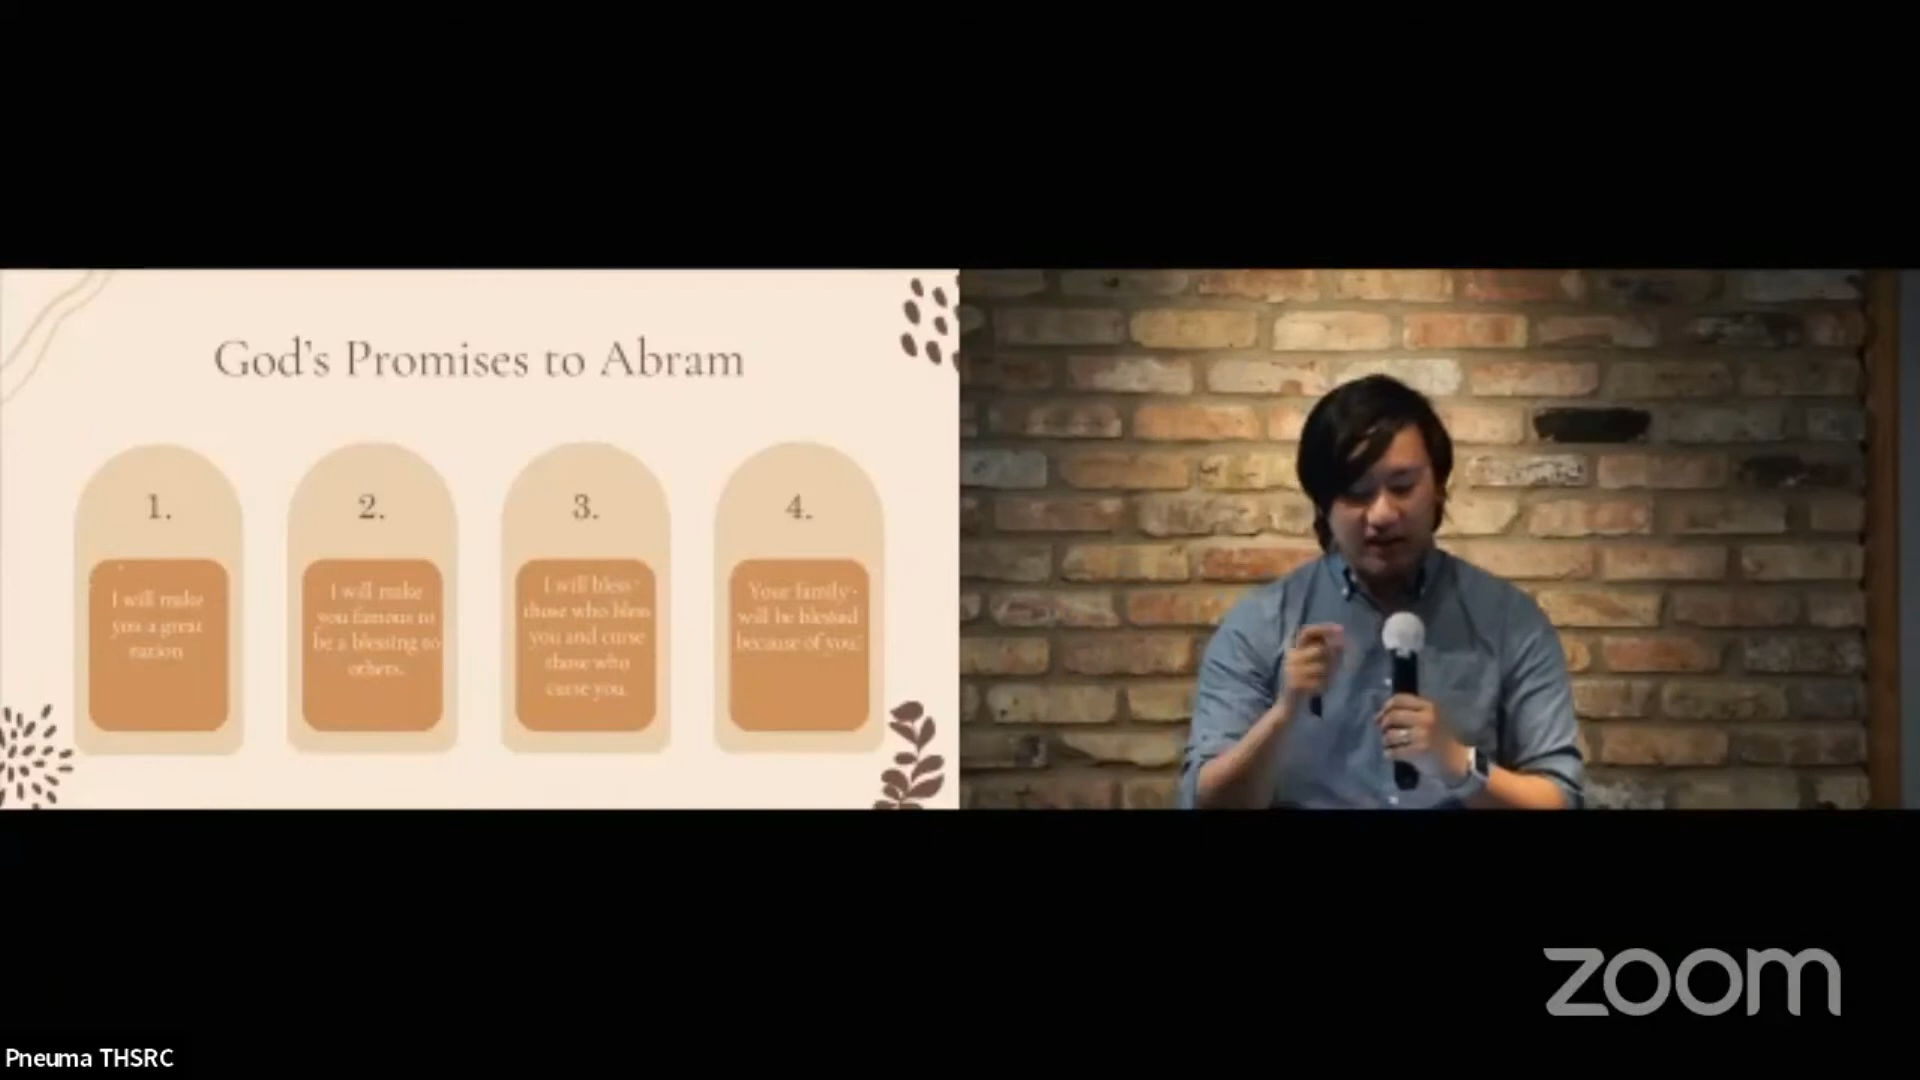 God's Promises to Abram
1.
I will make
you a great
nation
2.
I will make
you famous to
be a blessing to
others.
3.
I will bless
those who bless
you and curse
those who
curse you.
4.
Your family
will be blessed
because of you.
zoom
Pneuma THSRC